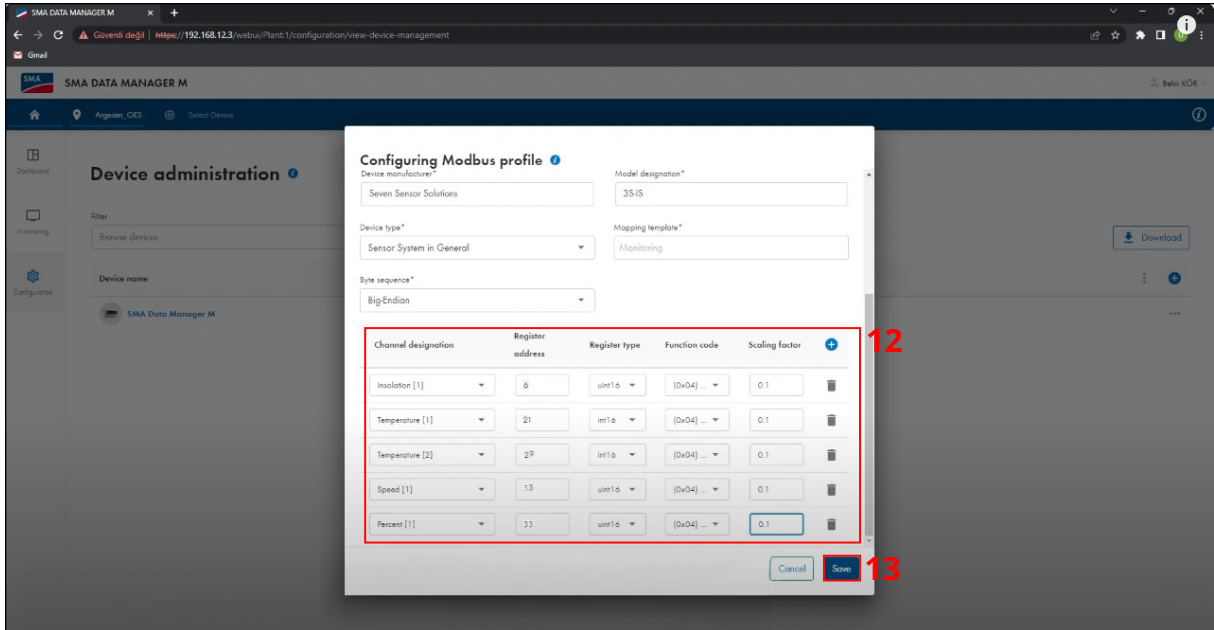 SMA DATA MANAGER M
Güvenli değil | https://192.168.12.3/webui/Plant:1/configuration/view-device-management
Gmail
SMA SMA DATA MANAGER M Bekir KÖR
Argesim_GES Select Device
Dashboard
Monitoring
Configuration
Device administration
Filter
Browse devices
Download
Device name
SMA Data Manager M
Configuring Modbus profile
Device manufacturer* Model designation*
Seven Sensor Solutions 3S-IS
Device type* Mapping template*
Sensor System in General Monitoring
Byte sequence*
Big-Endian
Channel designation Register address Register type Function code Scaling factor 12
Insolation [1] 6 uint16 (0x04) ... 0.1
Temperature [1] 21 int16 (0x04) ... 0.1
Temperature [2] 29 int16 (0x04) ... 0.1
Speed [1] 53 uint16 (0x04) ... 0.1
Percent [1] 33 uint16 (0x04) ... 0.1
Cancel Save 13